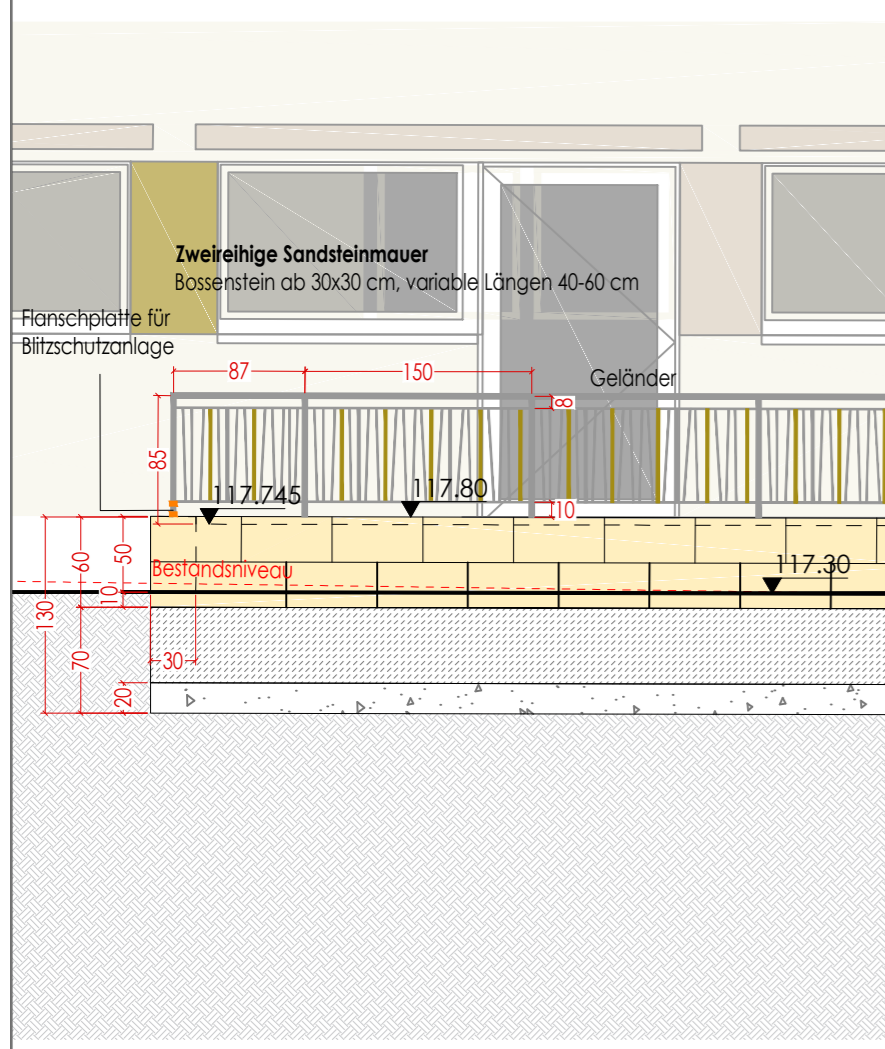 Zweireihige Sandsteinmauer
Bossenstein ab 30x30 cm, variable Längen 40-60 cm
Flanschplatte für
Blitzschutzanlage
87
150
Geländer
8
85
117.745
117.80
10
50
60
Bestandsniveau
117.30
10
130
30
70
20